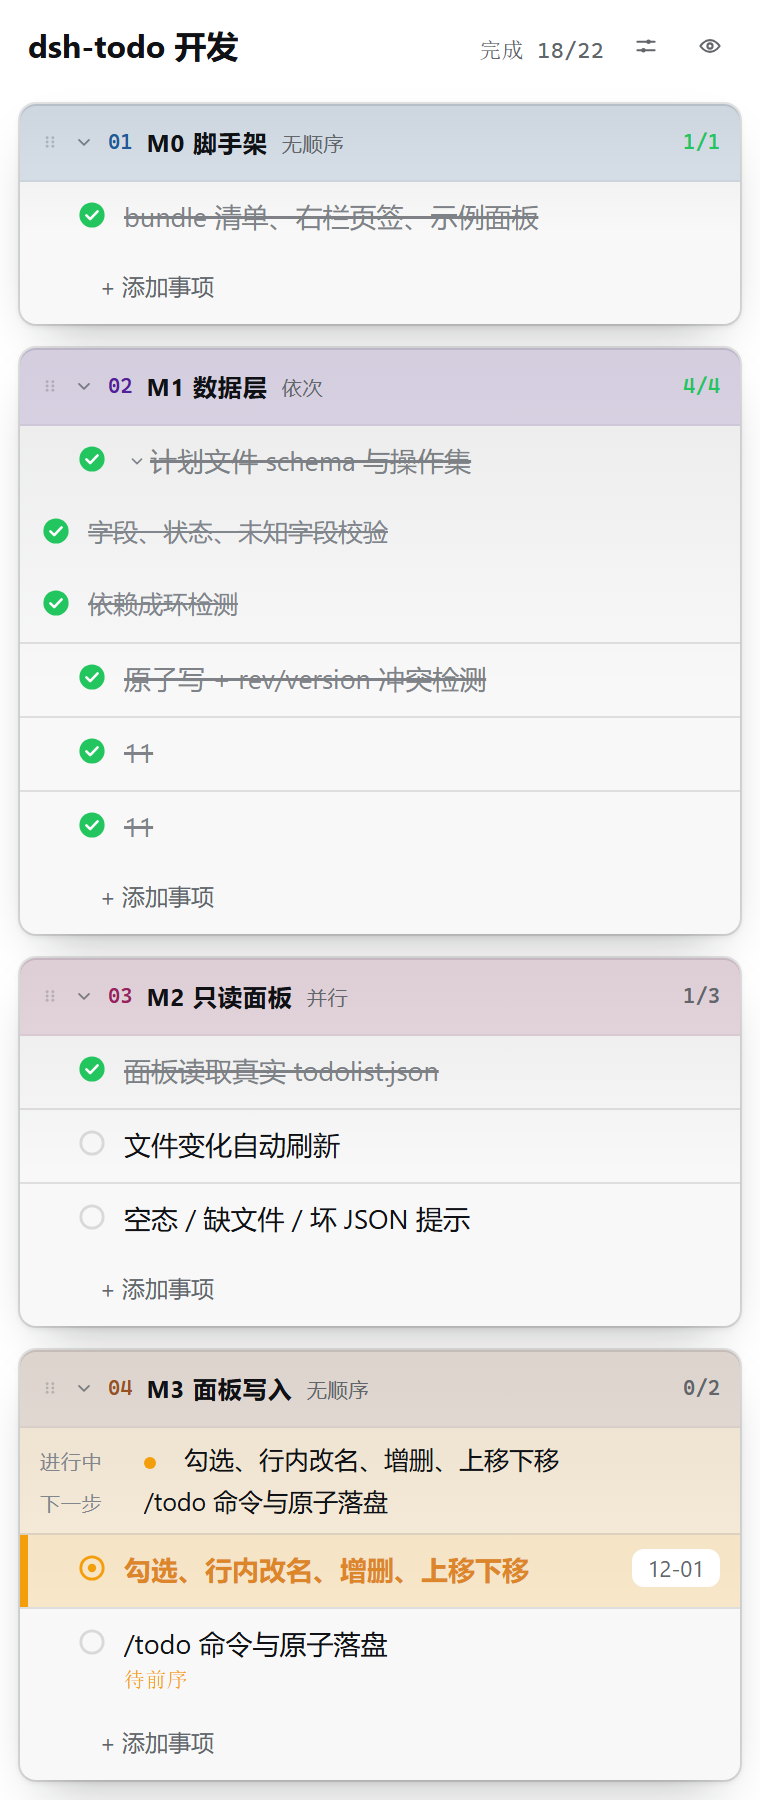 dsh-todo 开发 完成 18/22
01 M0 脚手架 无顺序 1/1
bundle 清单、右栏页签、示例面板
+ 添加事项
02 M1 数据层 依次 4/4
计划文件 schema 与操作集
字段、状态、未知字段校验
依赖成环检测
原子写 + rev/version 冲突检测
11
11
+ 添加事项
03 M2 只读面板 并行 1/3
面板读取真实 todolist.json
文件变化自动刷新
空态 / 缺文件 / 坏 JSON 提示
+ 添加事项
04 M3 面板写入 无顺序 0/2
进行中 勾选、行内改名、增删、上移下移
下一步 /todo 命令与原子落盘
勾选、行内改名、增删、上移下移 12-01
/todo 命令与原子落盘
待前序
+ 添加事项